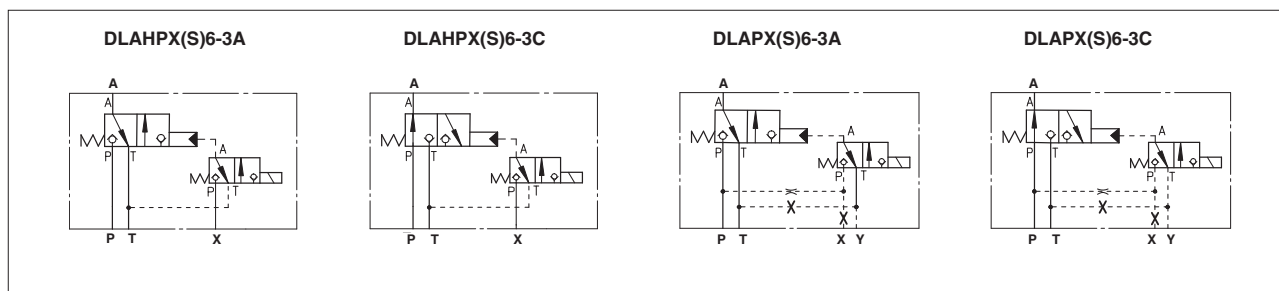 DLAHPX(S)6-3A DLAHPX(S)6-3C DLAPX(S)6-3A DLAPX(S)6-3C
A A A A
A A A A
P T P T P T P T
A A A A
P T P T P T P T
P T X P T X P T X Y P T X Y